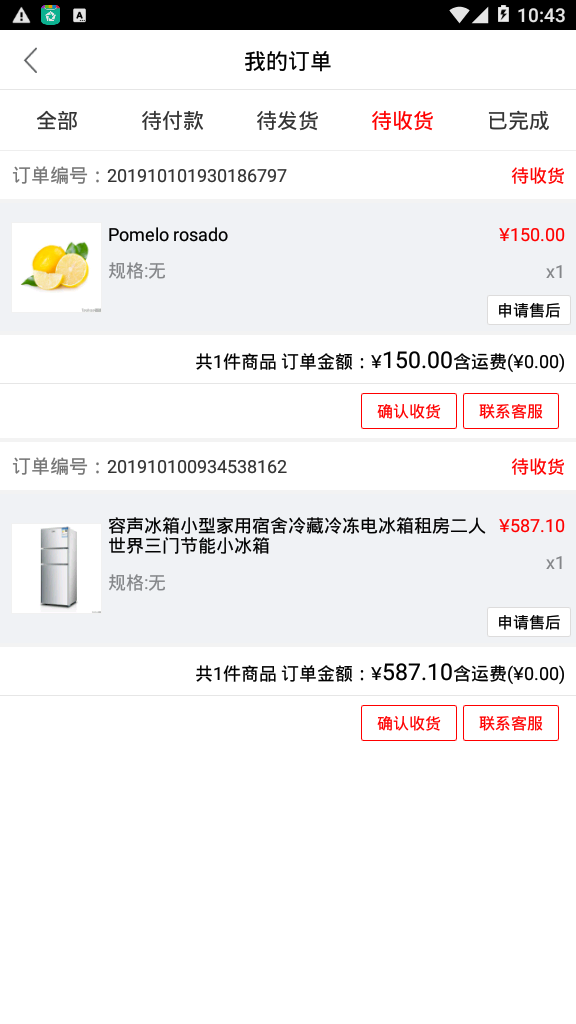 10:43
我的订单
全部 待付款 待发货 待收货 已完成
订单编号：201910101930186797 待收货
Pomelo rosado ¥150.00
规格:无 x1
申请售后
共1件商品 订单金额：¥150.00含运费(¥0.00)
确认收货 联系客服
订单编号：201910100934538162 待收货
容声冰箱小型家用宿舍冷藏冷冻电冰箱租房二人 ¥587.10
世界三门节能小冰箱
x1
规格:无
申请售后
共1件商品 订单金额：¥587.10含运费(¥0.00)
确认收货 联系客服